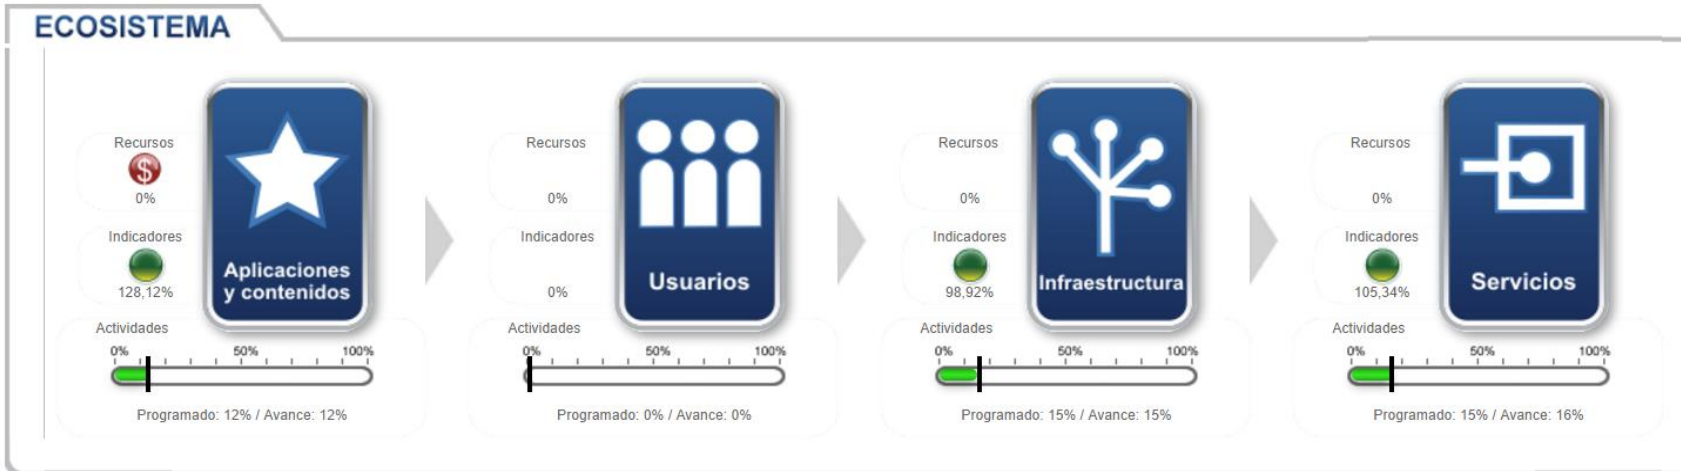 ECOSISTEMA
Recursos
$
0%
Indicadores
128,12%
Aplicaciones
y contenidos
Actividades
0% 50% 100%
Programado: 12% / Avance: 12%
Recursos
0%
Indicadores
0%
Usuarios
Actividades
0% 50% 100%
Programado: 0% / Avance: 0%
Recursos
0%
Indicadores
98,92%
Infraestructura
Actividades
0% 50% 100%
Programado: 15% / Avance: 15%
Recursos
0%
Indicadores
105,34%
Servicios
Actividades
0% 50% 100%
Programado: 15% / Avance: 16%